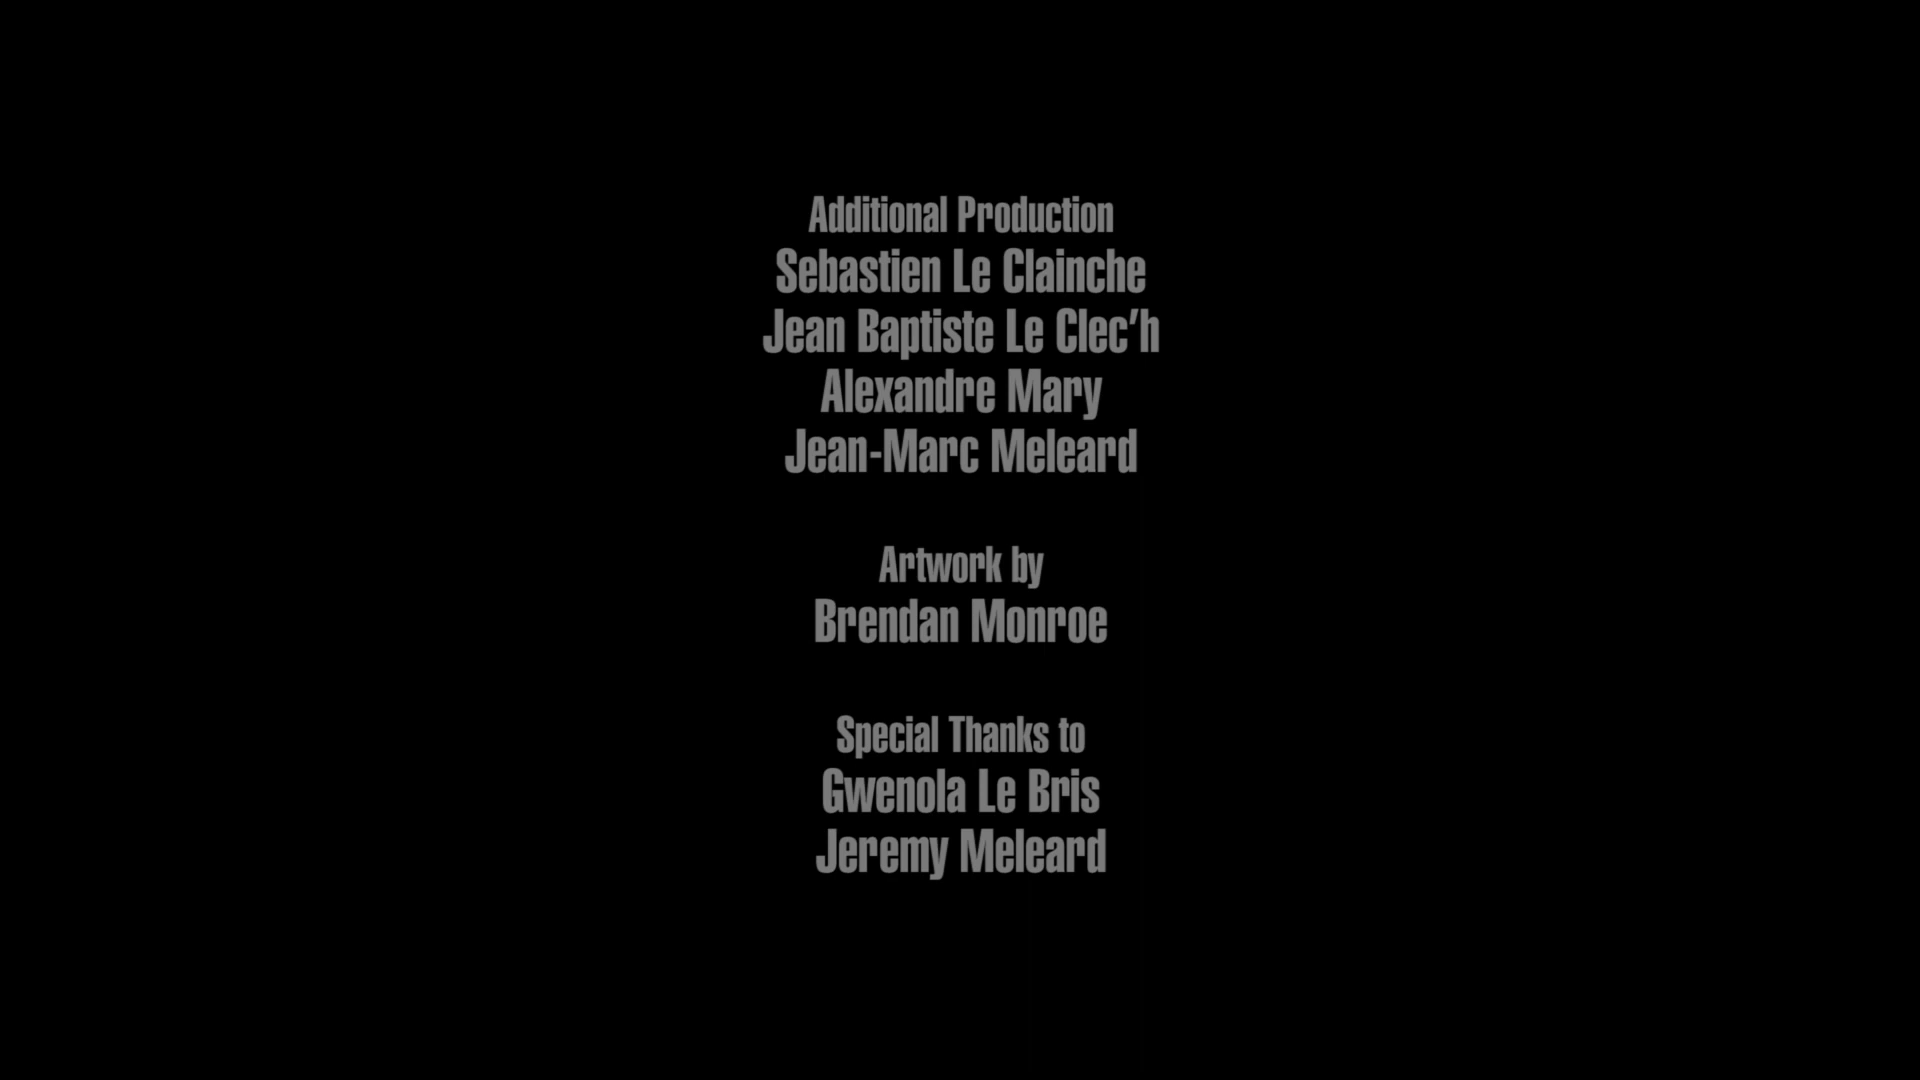 Additional Production
Sebastien Le Clainche
Jean Baptiste Le Clec'h
Alexandre Mary
Jean-Marc Meleard
Artwork by
Brendan Monroe
Special Thanks to
Gwenola Le Bris
Jeremy Meleard